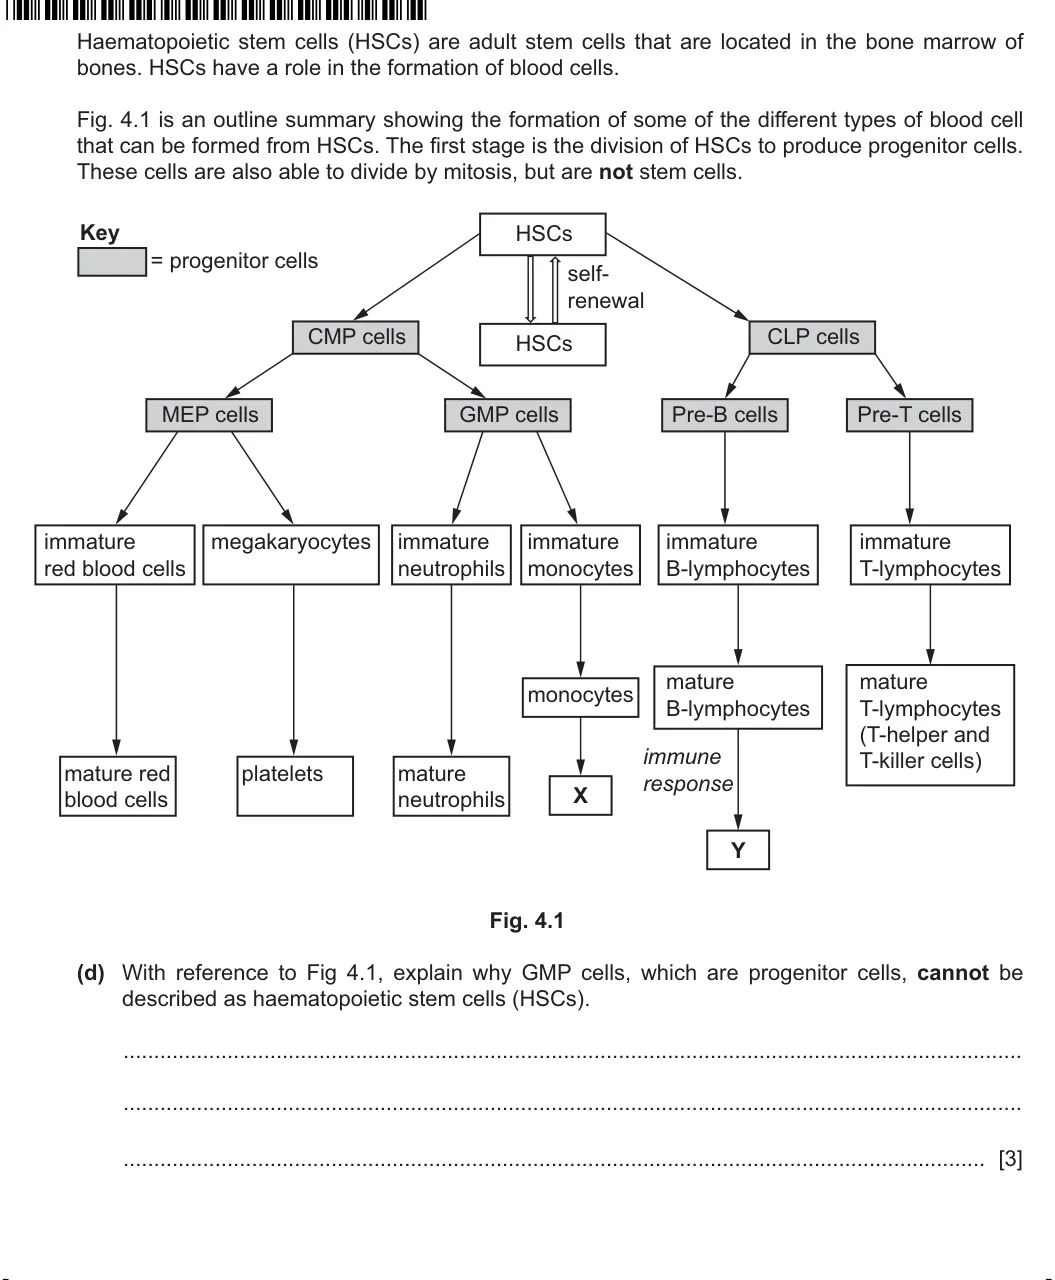 Haematopoietic stem cells (HSCs) are adult stem cells that are located in the bone marrow of
bones. HSCs have a role in the formation of blood cells.
Fig. 4.1 is an outline summary showing the formation of some of the different types of blood cell
that can be formed from HSCs. The first stage is the division of HSCs to produce progenitor cells.
These cells are also able to divide by mitosis, but are not stem cells.
Key
= progenitor cells
HSCs
self-
renewal
HSCs
CMP cells
CLP cells
MEP cells
GMP cells
Pre-B cells
Pre-T cells
immature
red blood cells
megakaryocytes
immature
neutrophils
immature
monocytes
immature
B-lymphocytes
immature
T-lymphocytes
monocytes
mature
B-lymphocytes
mature
T-lymphocytes
(T-helper and
T-killer cells)
immune
response
mature red
blood cells
platelets
mature
neutrophils
X
Y
Fig. 4.1
(d) With reference to Fig 4.1, explain why GMP cells, which are progenitor cells, cannot be
described as haematopoietic stem cells (HSCs).
[3]